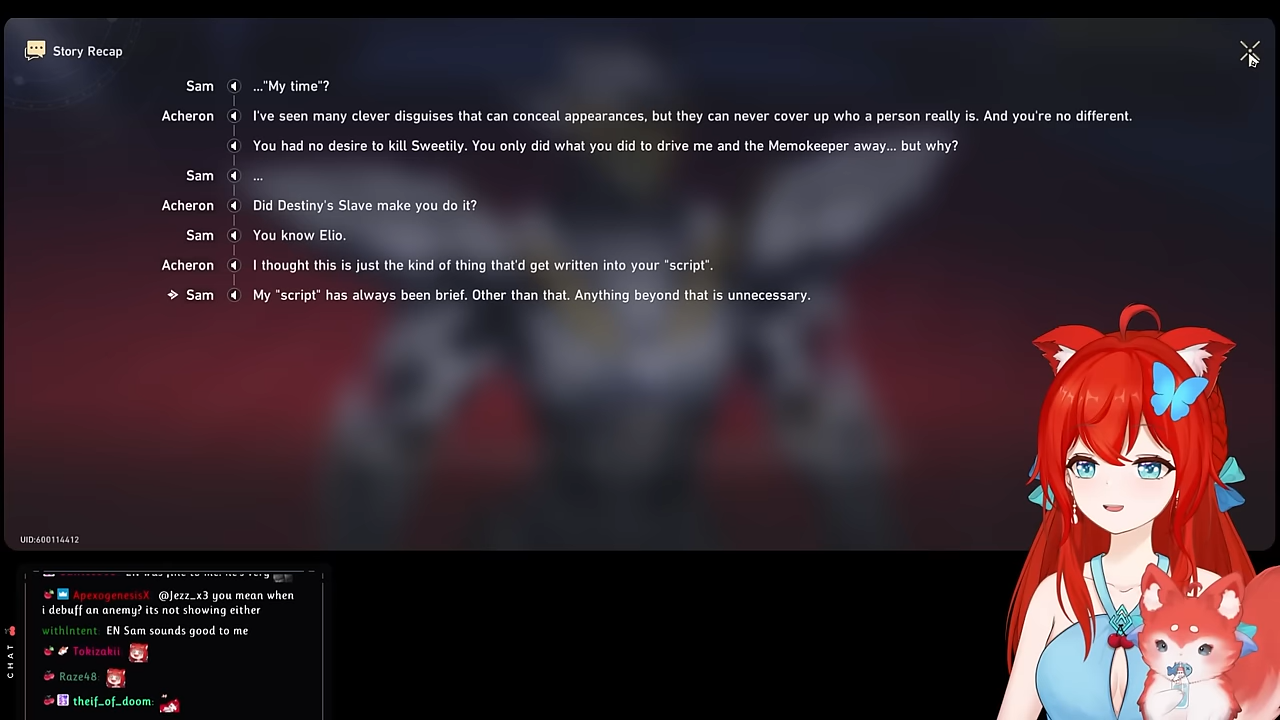 Story Recap
Sam ..."My time"?
Acheron I've seen many clever disguises that can conceal appearances, but they can never cover up who a person really is. And you're no different.
You had no desire to kill Sweetily. You only did what you did to drive me and the Memokeeper away... but why?
Sam ...
Acheron Did Destiny's Slave make you do it?
Sam You know Elio.
Acheron I thought this is just the kind of thing that'd get written into your "script".
Sam My "script" has always been brief. Other than that. Anything beyond that is unnecessary.
UID:600114412
ApexogenesisX @Jezz_x3 you mean when
i debuff an anemy? its not showing either
withIntent: EN Sam sounds good to me
Tokizakii
Raze48:
theif_of_doom:
CHAT